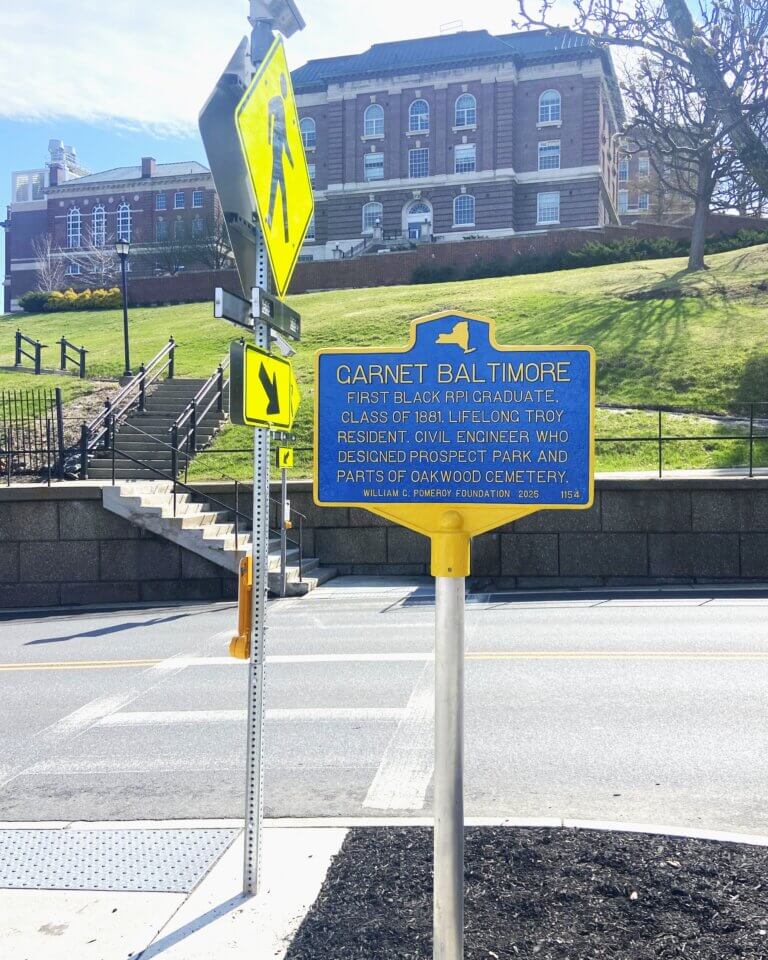 GARNET BALTIMORE
FIRST BLACK RPI GRADUATE,
CLASS OF 1881. LIFELONG TROY
RESIDENT. CIVIL ENGINEER WHO
DESIGNED PROSPECT PARK AND
PARTS OF OAKWOOD CEMETERY.
WILLIAM C. POMEROY FOUNDATION 2025 1154